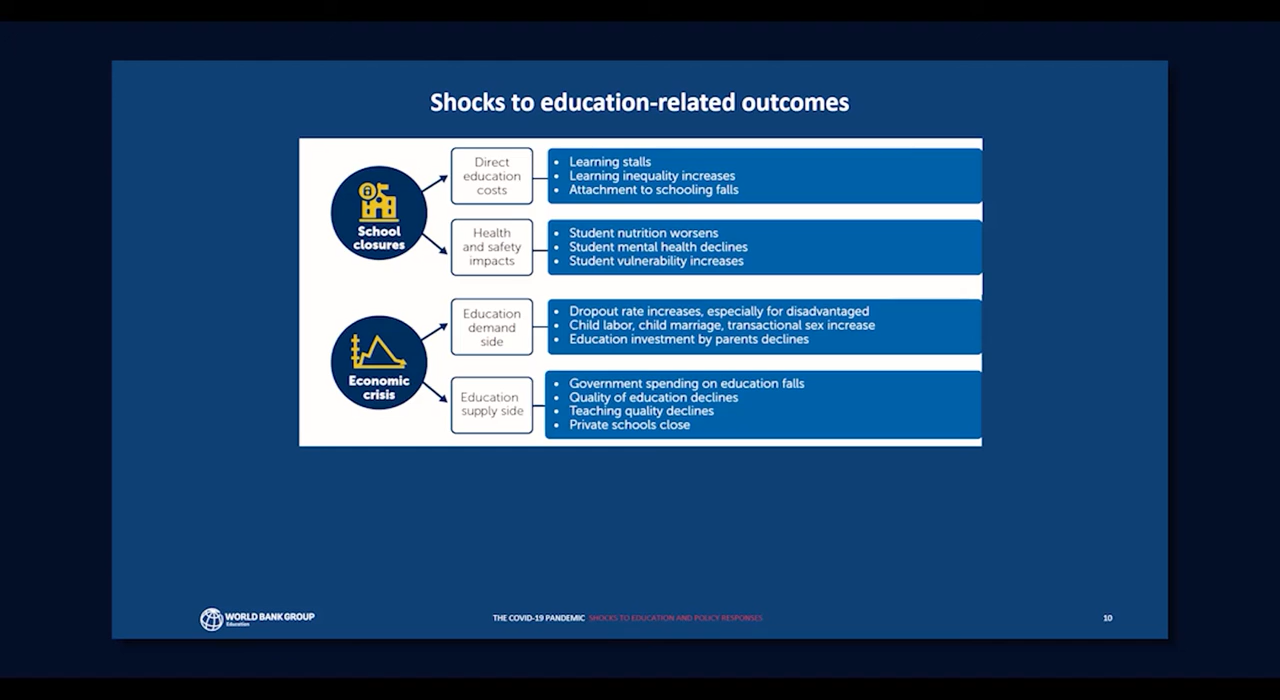 Shocks to education-related outcomes
School
closures
Direct
education
costs
• Learning stalls
• Learning inequality increases
• Attachment to schooling falls
Health
and safety
impacts
• Student nutrition worsens
• Student mental health declines
• Student vulnerability increases
Economic
crisis
Education
demand
side
• Dropout rate increases, especially for disadvantaged
• Child labor, child marriage, transactional sex increase
• Education investment by parents declines
Education
supply side
• Government spending on education falls
• Quality of education declines
• Teaching quality declines
• Private schools close
WORLD BANK GROUP
Education
THE COVID-19 PANDEMIC SHOCKS TO EDUCATION AND POLICY RESPONSES
10